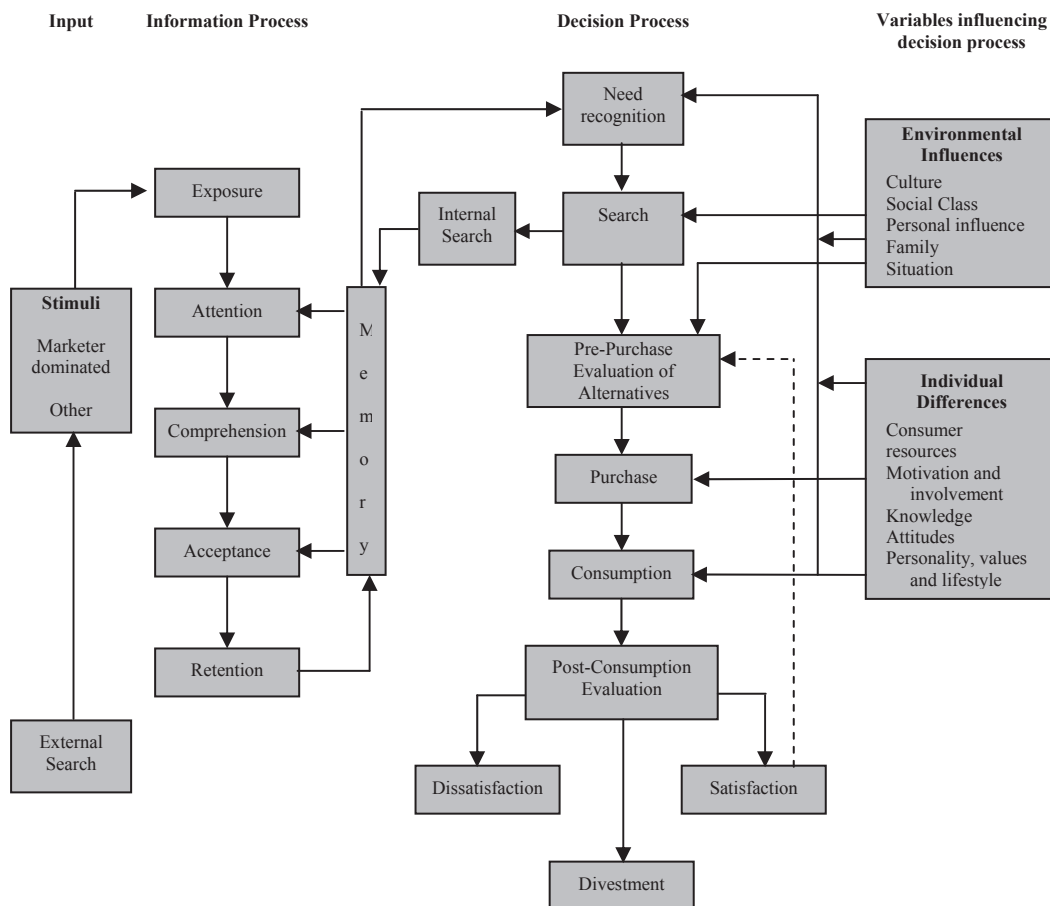 Input
Information Process
Decision Process
Variables influencing
decision process
Stimuli
Marketer
dominated
Other
External
Search
Exposure
Attention
Comprehension
Acceptance
Retention
M
e
m
o
r
y
Internal
Search
Need
recognition
Search
Pre-Purchase
Evaluation of
Alternatives
Purchase
Consumption
Post-Consumption
Evaluation
Dissatisfaction
Satisfaction
Divestment
Environmental
Influences
Culture
Social Class
Personal influence
Family
Situation
Individual
Differences
Consumer
resources
Motivation and
involvement
Knowledge
Attitudes
Personality, values
and lifestyle